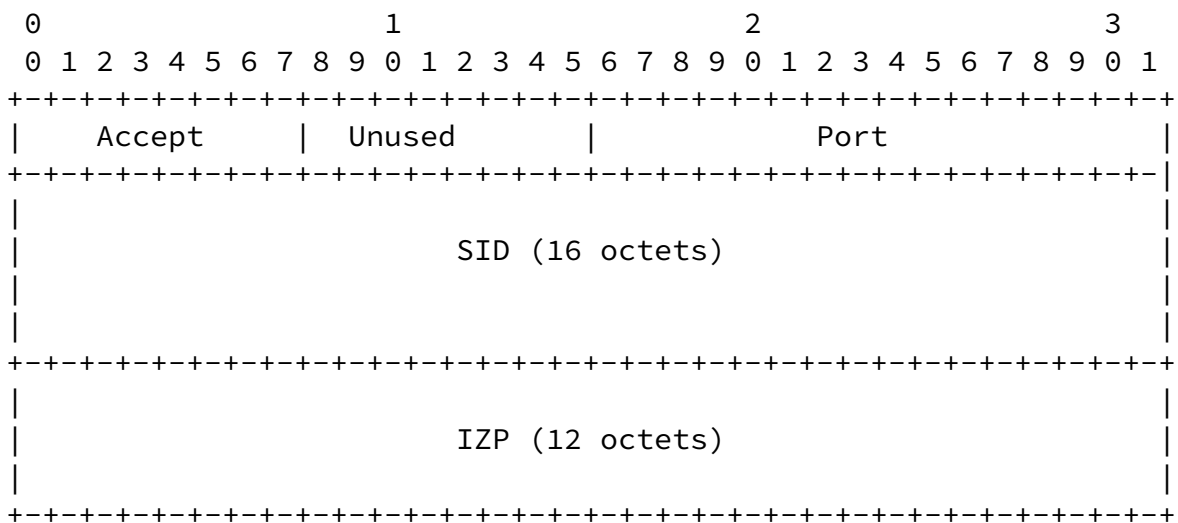 0                   1                   2                   3
 0 1 2 3 4 5 6 7 8 9 0 1 2 3 4 5 6 7 8 9 0 1 2 3 4 5 6 7 8 9 0 1
+-+-+-+-+-+-+-+-+-+-+-+-+-+-+-+-+-+-+-+-+-+-+-+-+-+-+-+-+-+-+-+-+
|    Accept     |  Unused       |            Port               |
+-+-+-+-+-+-+-+-+-+-+-+-+-+-+-+-+-+-+-+-+-+-+-+-+-+-+-+-+-+-+-+-|
|                                                               |
|                        SID (16 octets)                        |
|                                                               |
|                                                               |
+-+-+-+-+-+-+-+-+-+-+-+-+-+-+-+-+-+-+-+-+-+-+-+-+-+-+-+-+-+-+-+-+
|                                                               |
|                        IZP (12 octets)                        |
|                                                               |
+-+-+-+-+-+-+-+-+-+-+-+-+-+-+-+-+-+-+-+-+-+-+-+-+-+-+-+-+-+-+-+-+